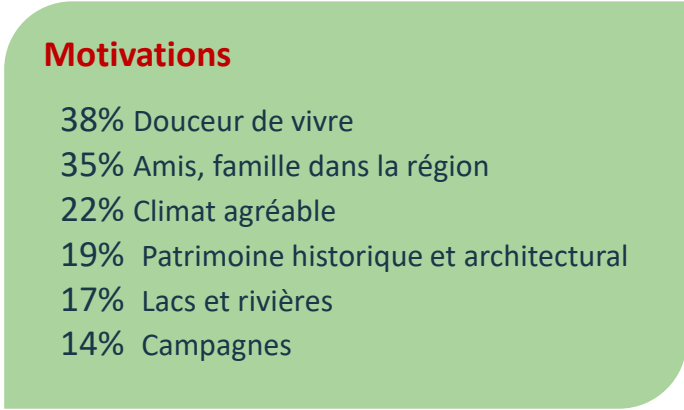 Motivations
38% Douceur de vivre
35% Amis, famille dans la région
22% Climat agréable
19% Patrimoine historique et architectural
17% Lacs et rivières
14% Campagnes